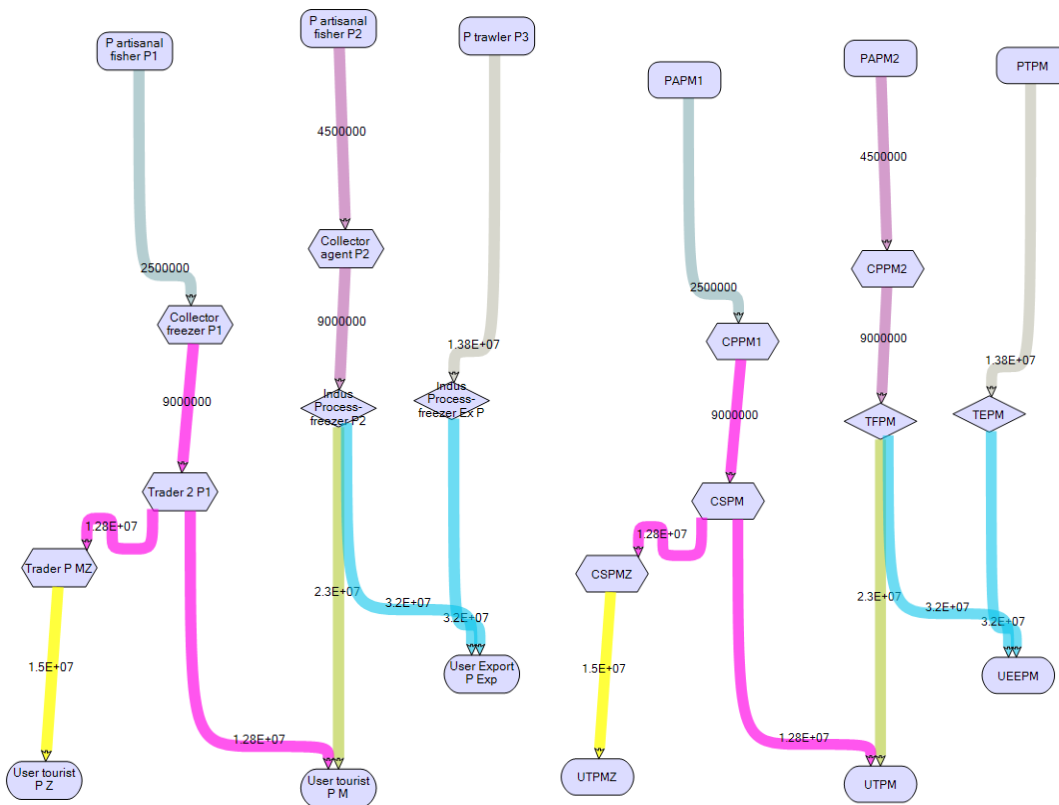 P artisanal
fisher P1
P artisanal
fisher P2
P trawler P3
4500000
Collector
agent P2
2500000
Collector
freezer P1
9000000
1.38E+07
9000000
Indus
Process-
freezer P2
Indus
Process-
freezer Ex P
Trader 2 P1
1.28E+07
Trader P MZ
2.3E+07
3.2E+07
3.2E+07
1.5E+07
User Export
P Exp
1.28E+07
User tourist
P Z
User tourist
P M
PAPM1
PAPM2
PTPM
4500000
CPPM2
2500000
CPPM1
9000000
1.38E+07
9000000
TFPM
TEPM
CSPM
1.28E+07
CSPMZ
2.3E+07
3.2E+07
3.2E+07
1.5E+07
UEEPM
1.28E+07
UTPMZ
UTPM